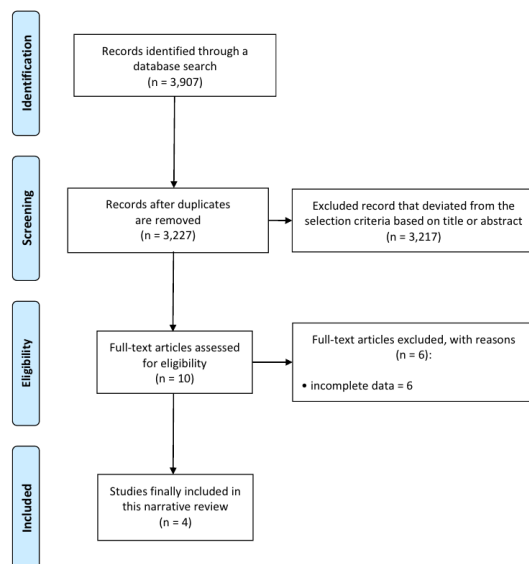 Identification
Records identified through a
database search
(n = 3,907)
Screening
Records after duplicates
are removed
(n = 3,227)
Excluded record that deviated from the
selection criteria based on title or abstract
(n = 3,217)
Eligibility
Full-text articles assessed
for eligibility
(n = 10)
Full-text articles excluded, with reasons
(n = 6):
• incomplete data = 6
Included
Studies finally included in
this narrative review
(n = 4)